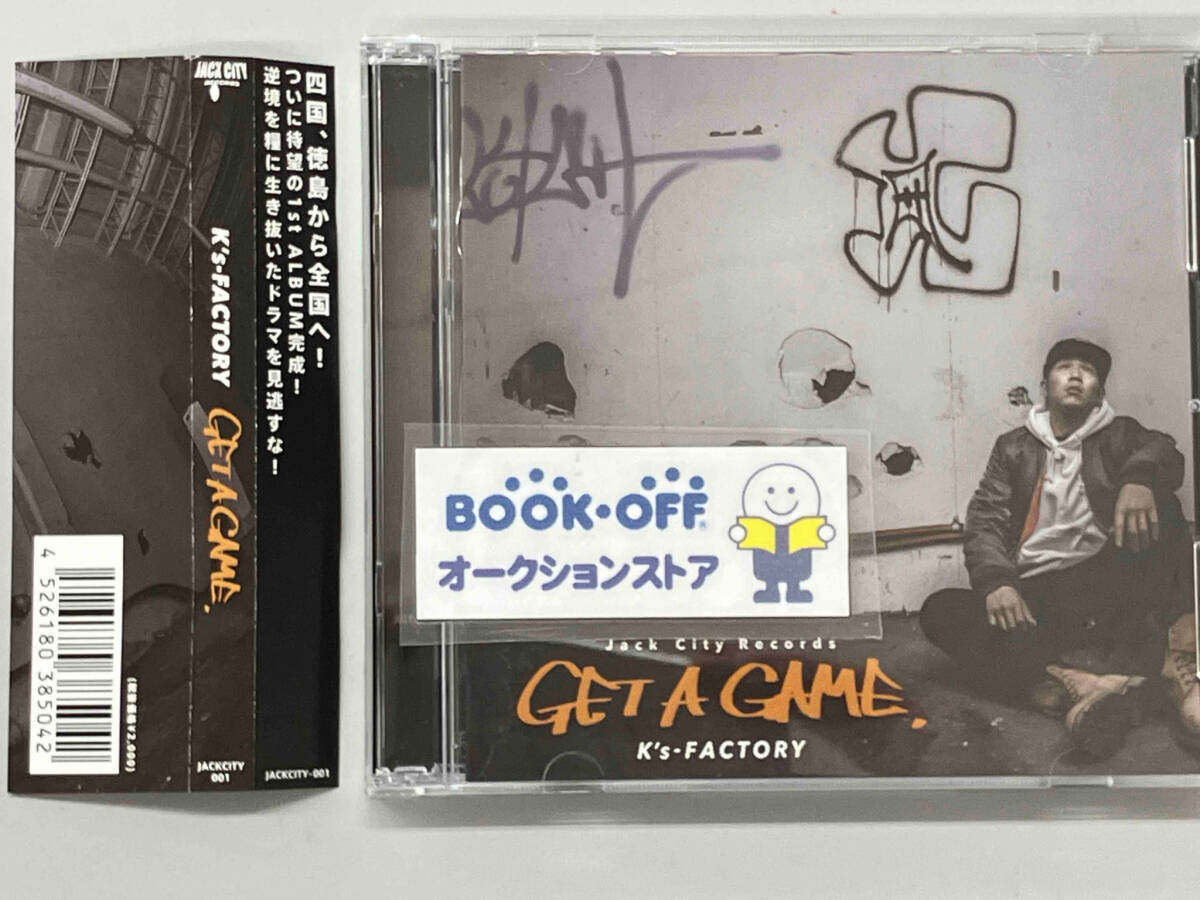 JACK CITY
records
K's-FACTORY
GET A GAME.
四国、徳島から全国へ!
ついに待望の1st ALBUM完成!
逆境を糧に生き抜いたドラマを見逃すな!
4 526180 385042
JACKCITY
001
JACKCITY-001
BOOK・OFF®
オークションストア
Jack City Records
GET A GAME.
K's-FACTORY